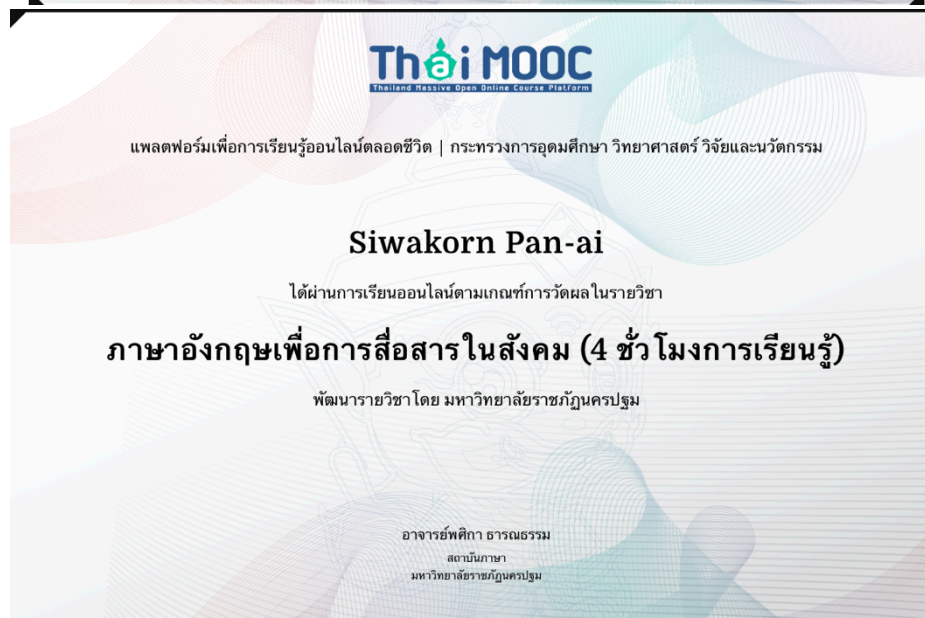 Thai MOOC
Thailand Massive Open Online Course Platform
แพลตฟอร์มเพื่อการเรียนรู้ออนไลน์ตลอดชีวิต | กระทรวงการอุดมศึกษา วิทยาศาสตร์ วิจัยและนวัตกรรม
Siwakorn Pan-ai
ได้ผ่านการเรียนออนไลน์ตามเกณฑ์การวัดผลในรายวิชา
ภาษาอังกฤษเพื่อการสื่อสารในสังคม (4 ชั่วโมงการเรียนรู้)
พัฒนารายวิชาโดย มหาวิทยาลัยราชภัฏนครปฐม
อาจารย์พศิกา ธารณธรรม
สถาบันภาษา
มหาวิทยาลัยราชภัฏนครปฐม